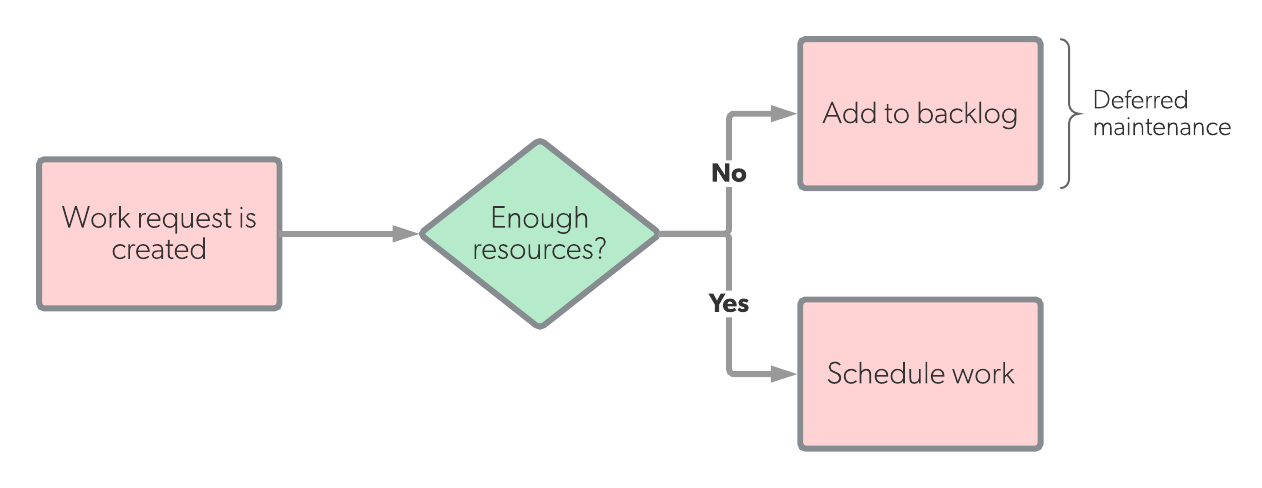 Work request is
created
Enough
resources?
No
Yes
Add to backlog
Deferred
maintenance
Schedule work